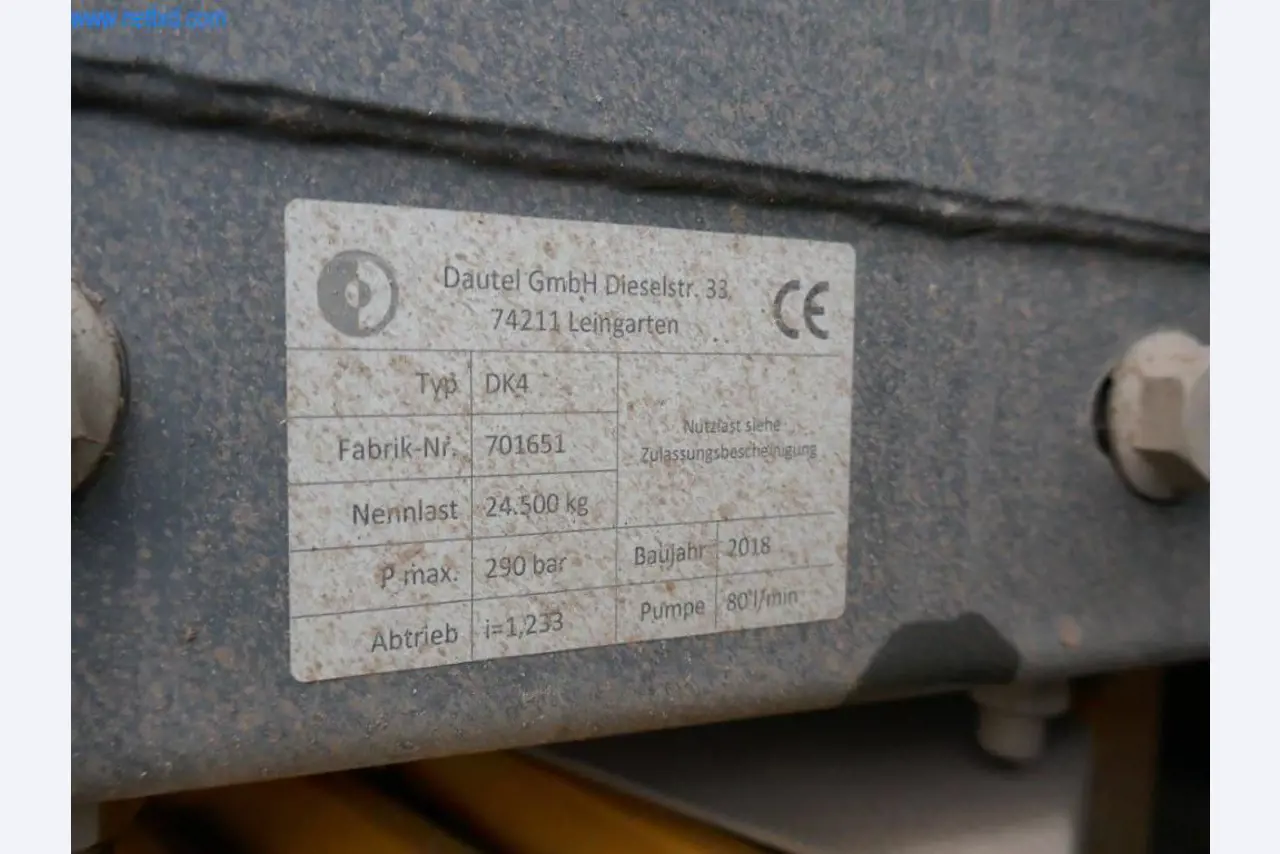 www.netbid.com
Dautel GmbH Dieselstr. 33
74211 Leingarten
CE
Typ DK4
Fabrik-Nr. 701651
Nutzlast siehe
Zulassungsbescheinigung
Nennlast 24.500 kg
P max. 290 bar
Baujahr 2018
Abtrieb i=1,233
Pumpe 80 l/min